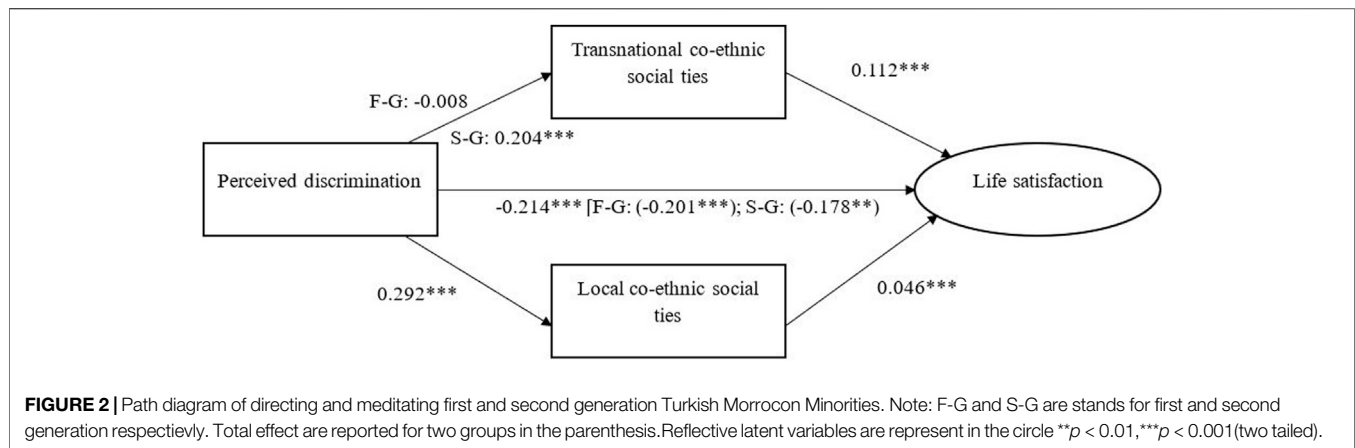 Transnational co-ethnic
social ties
0.112***
F-G: -0.008
S-G: 0.204***
Perceived discrimination
Life satisfaction
-0.214*** [F-G: (-0.201***); S-G: (-0.178**)
0.292***
Local co-ethnic social
ties
0.046***
FIGURE 2 | Path diagram of directing and meditating first and second generation Turkish Morrocon Minorities. Note: F-G and S-G are stands for first and second
generation respectievly. Total effect are reported for two groups in the parenthesis.Reflective latent variables are represent in the circle **p < 0.01,***p < 0.001(two tailed).